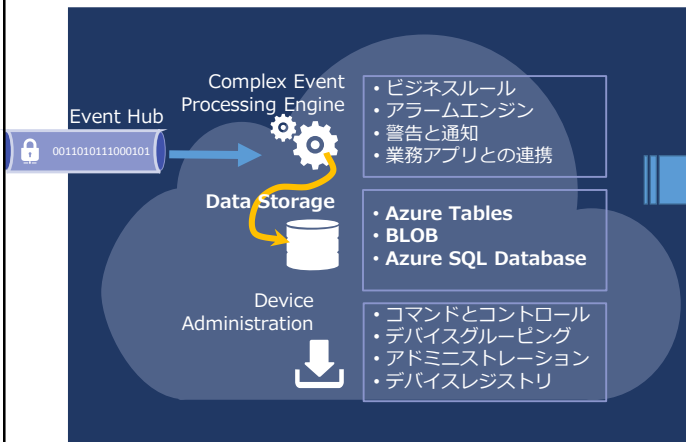 Event Hub
0011010111000101
Complex Event
Processing Engine
・ビジネスルール
・アラームエンジン
・警告と通知
・業務アプリとの連携
Data Storage
・Azure Tables
・BLOB
・Azure SQL Database
Device
Administration
・コマンドとコントロール
・デバイスグルーピング
・アドミニストレーション
・デバイスレジストリ